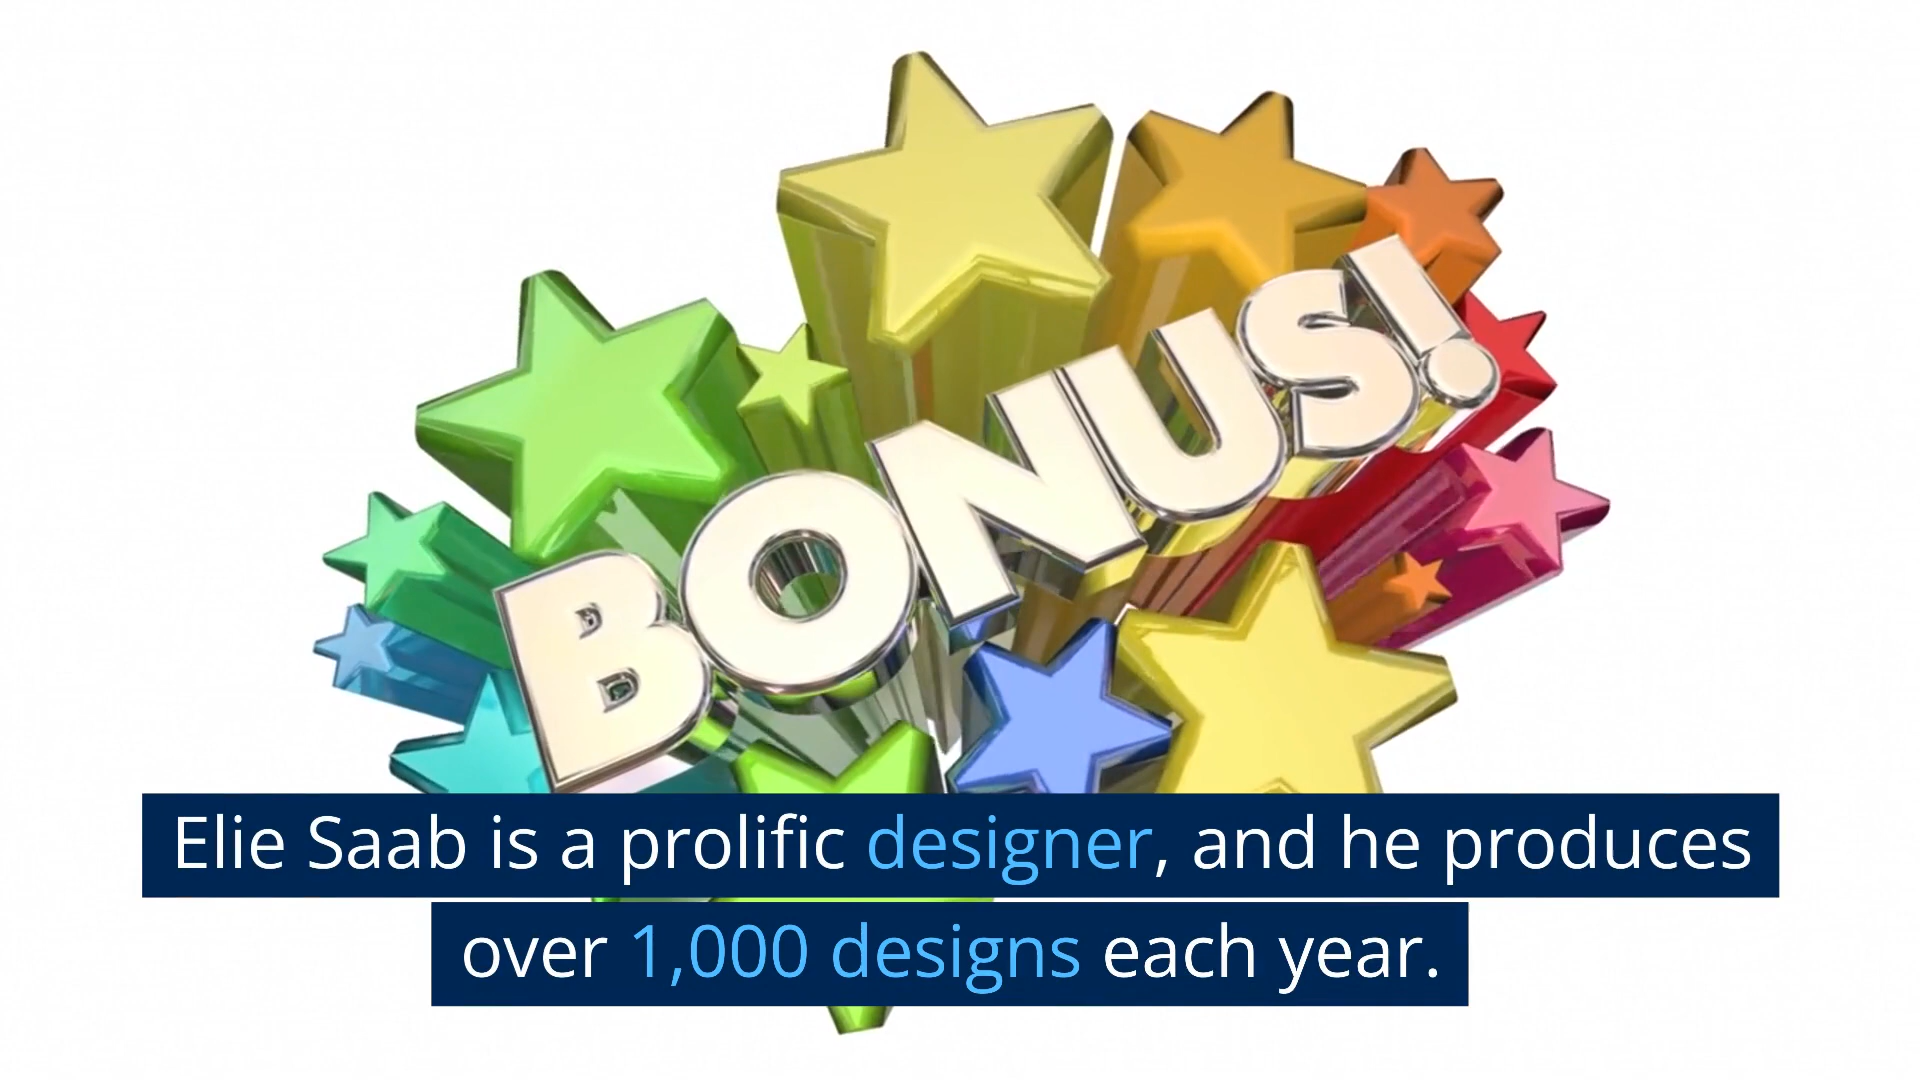 BONUS!
Elie Saab is a prolific designer, and he produces
over 1,000 designs each year.